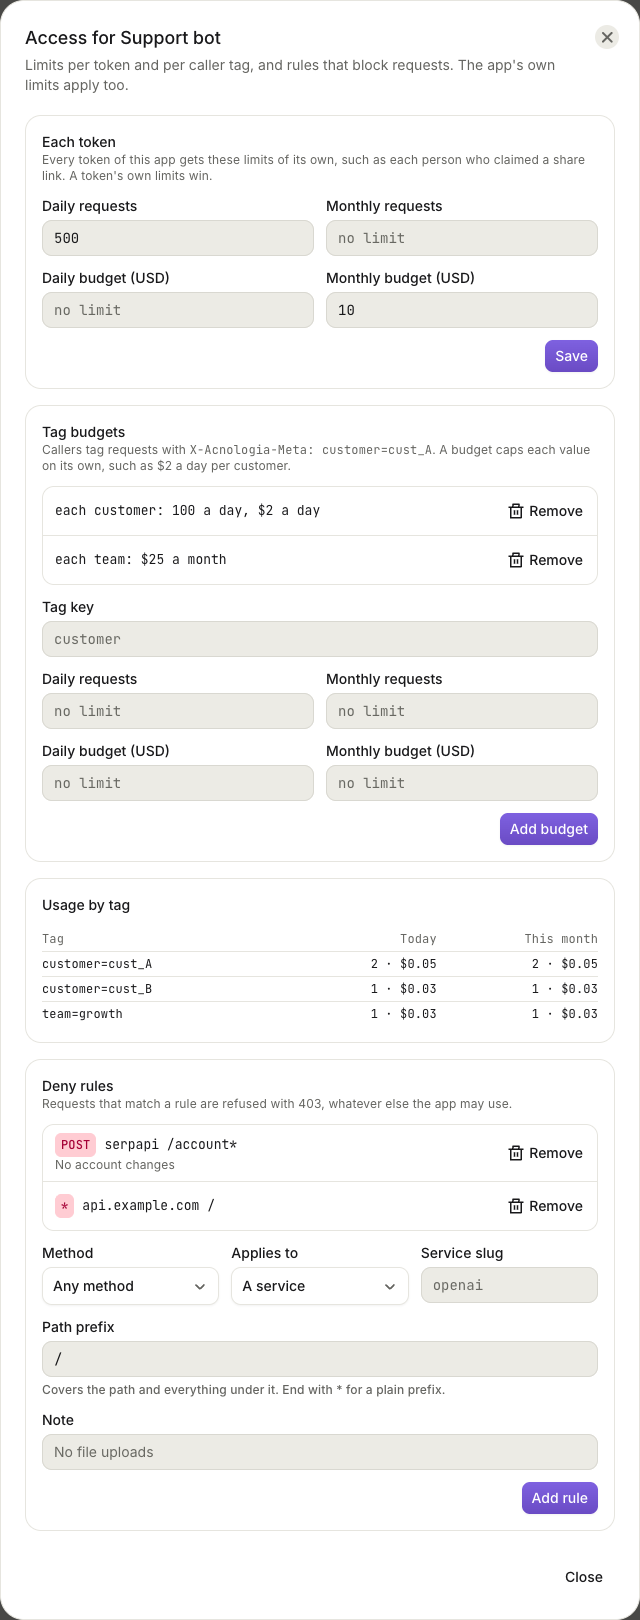 Access for Support bot
Limits per token and per caller tag, and rules that block requests. The app's own
limits apply too.
Each token
Every token of this app gets these limits of its own, such as each person who claimed a share
link. A token's own limits win.
Daily requests
Monthly requests
500
no limit
Daily budget (USD)
Monthly budget (USD)
no limit
10
Save
Tag budgets
Callers tag requests with X-Acnologia-Meta: customer=cust_A. A budget caps each value
on its own, such as $2 a day per customer.
each customer: 100 a day, $2 a day
Remove
each team: $25 a month
Remove
Tag key
customer
Daily requests
Monthly requests
no limit
no limit
Daily budget (USD)
Monthly budget (USD)
no limit
no limit
Add budget
Usage by tag
Tag Today This month
customer=cust_A 2 · $0.05 2 · $0.05
customer=cust_B 1 · $0.03 1 · $0.03
team=growth 1 · $0.03 1 · $0.03
Deny rules
Requests that match a rule are refused with 403, whatever else the app may use.
POST serpapi /account*
No account changes
Remove
* api.example.com /
Remove
Method
Applies to
Service slug
Any method
A service
openai
Path prefix
/
Covers the path and everything under it. End with * for a plain prefix.
Note
No file uploads
Add rule
Close